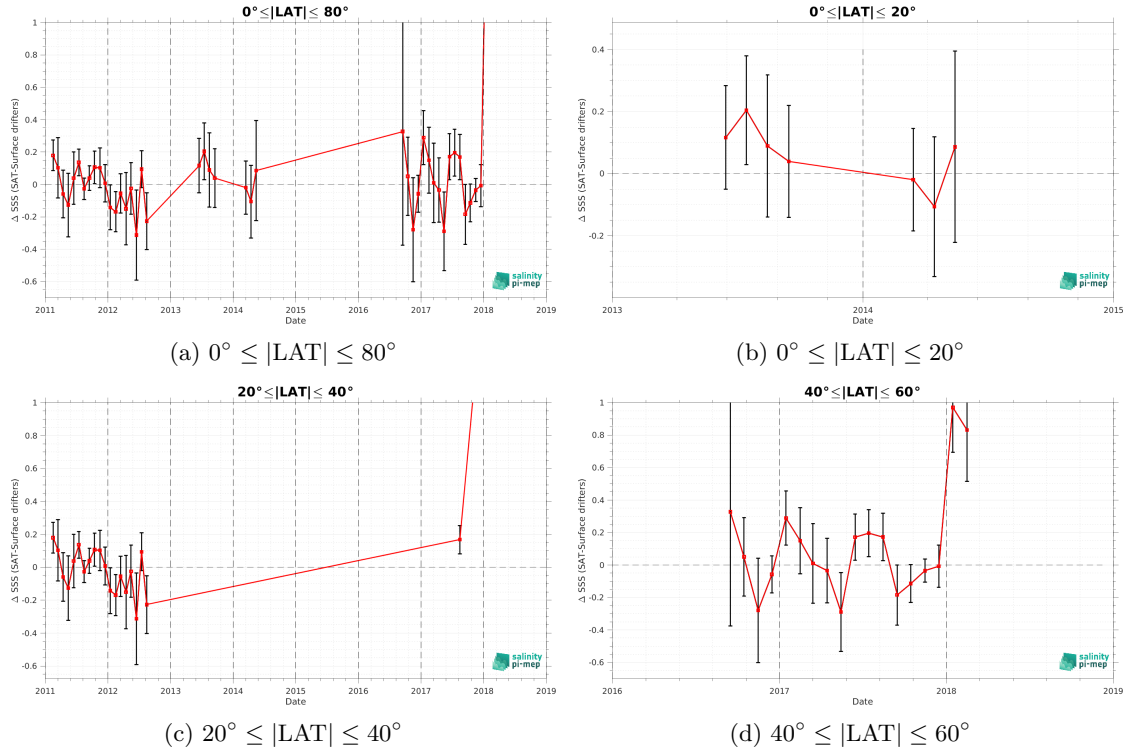 0°≤|LAT|≤ 80°
1
0.8
0.6
0.4
0.2
0
-0.2
-0.4
-0.6
Δ SSS (SAT-Surface drifters)
2011 2012 2013 2014 2015 2016 2017 2018 2019
Date
salinity
pi-mep
(a) 0° ≤ |LAT| ≤ 80°
0°≤|LAT|≤ 20°
0.4
0.2
0
-0.2
Δ SSS (SAT-Surface drifters)
2013 2014 2015
Date
salinity
pi-mep
(b) 0° ≤ |LAT| ≤ 20°
20°≤|LAT|≤ 40°
1
0.8
0.6
0.4
0.2
0
-0.2
-0.4
-0.6
Δ SSS (SAT-Surface drifters)
2011 2012 2013 2014 2015 2016 2017 2018 2019
Date
salinity
pi-mep
(c) 20° ≤ |LAT| ≤ 40°
40°≤|LAT|≤ 60°
1
0.8
0.6
0.4
0.2
0
-0.2
-0.4
-0.6
Δ SSS (SAT-Surface drifters)
2016 2017 2018 2019
Date
salinity
pi-mep
(d) 40° ≤ |LAT| ≤ 60°